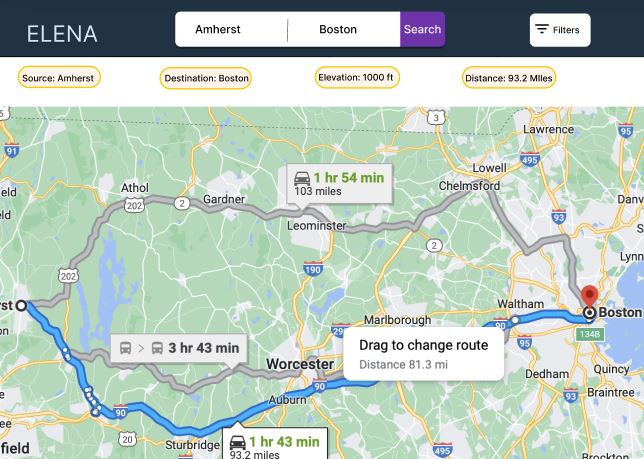 ELENA
Amherst
Boston
Search
Filters
Source: Amherst
Destination: Boston
Elevation: 1000 ft
Distance: 93.2 MIles
3
Lawrence
91
495
Lowell
eld
Athol
1 hr 54 min
103 miles
Chelmsford
202
2
Gardner
Danv
Leominster
93
2
Lynn
202
190
rst
Waltham
Boston
Marlborough
90
134B
290
3 hr 43 min
Drag to change route
95
Distance 81.3 mi
Worcester
Dedham
Quincy
90
Auburn
Braintree
93
90
20
1 hr 43 min
field
Sturbridge
93.2 miles
495